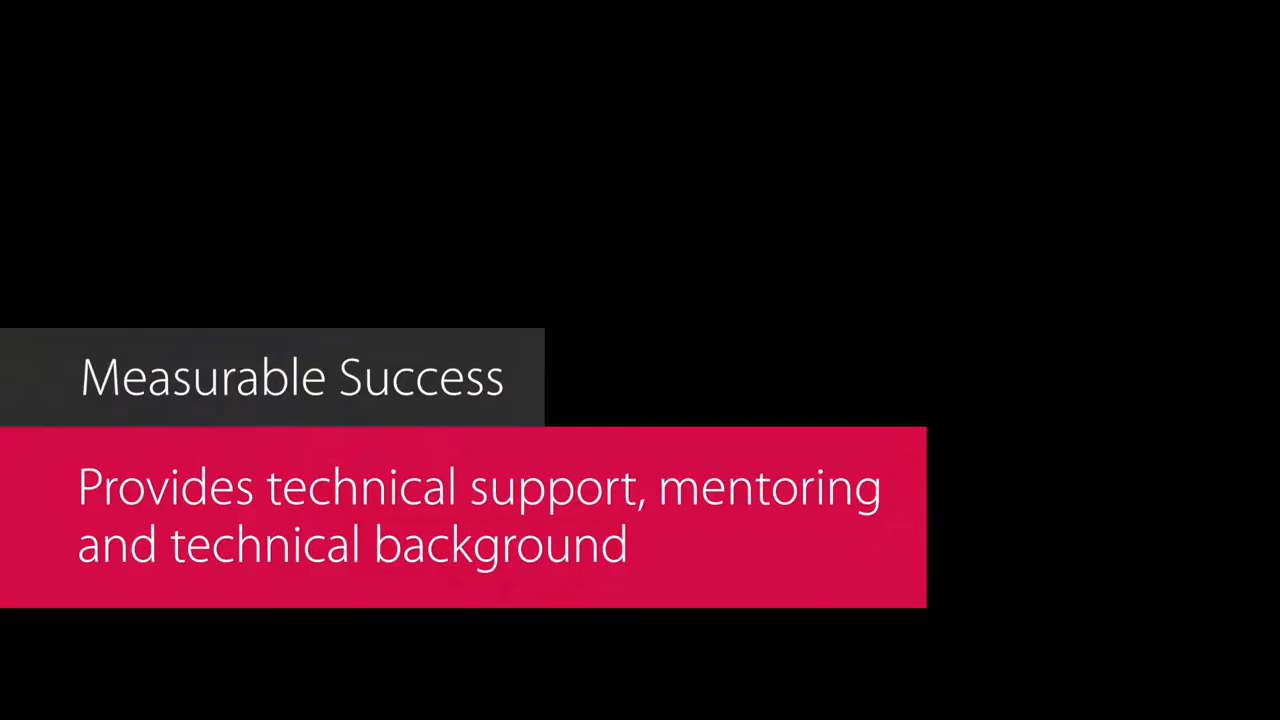 Measurable Success
Provides technical support, mentoring
and technical background